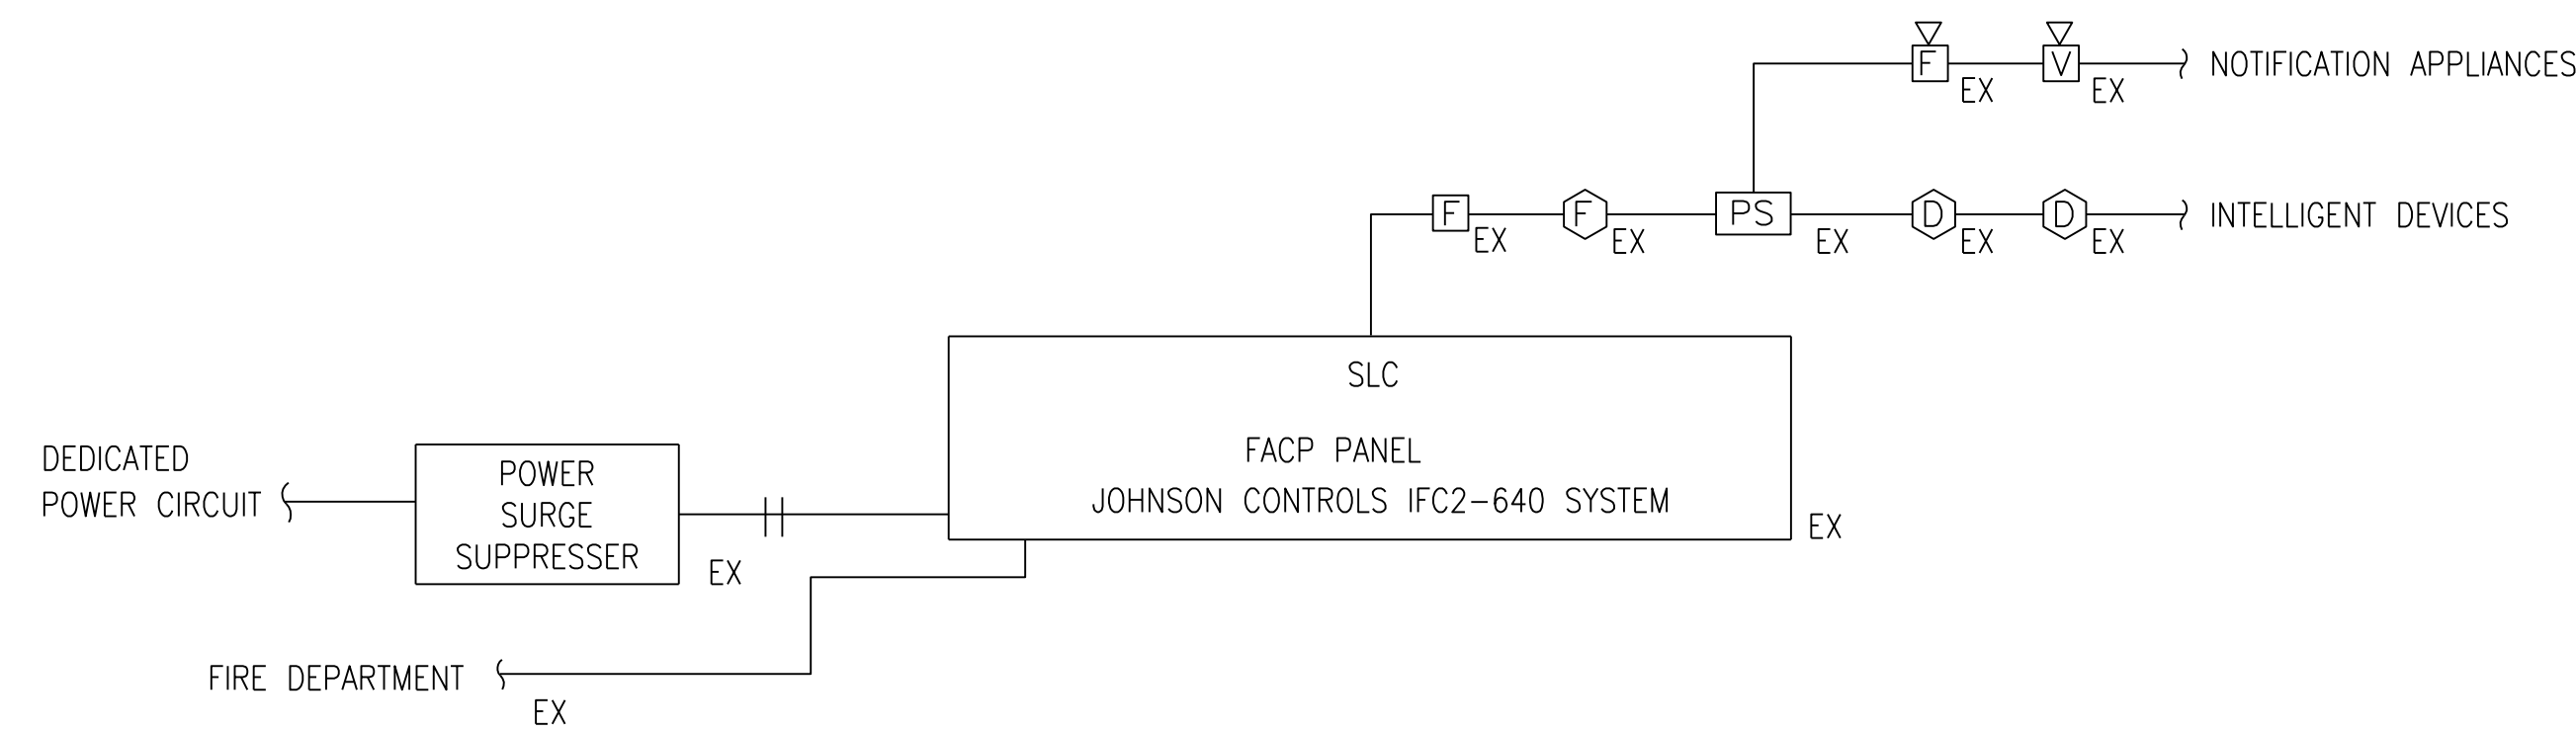 F
EX
V
EX
NOTIFICATION APPLIANCES
F
EX
F
EX
PS
EX
D
EX
D
EX
INTELLIGENT DEVICES
SLC
FACP PANEL
JOHNSON CONTROLS IFC2-640 SYSTEM
EX
DEDICATED
POWER CIRCUIT
POWER
SURGE
SUPPRESSER
EX
FIRE DEPARTMENT
EX